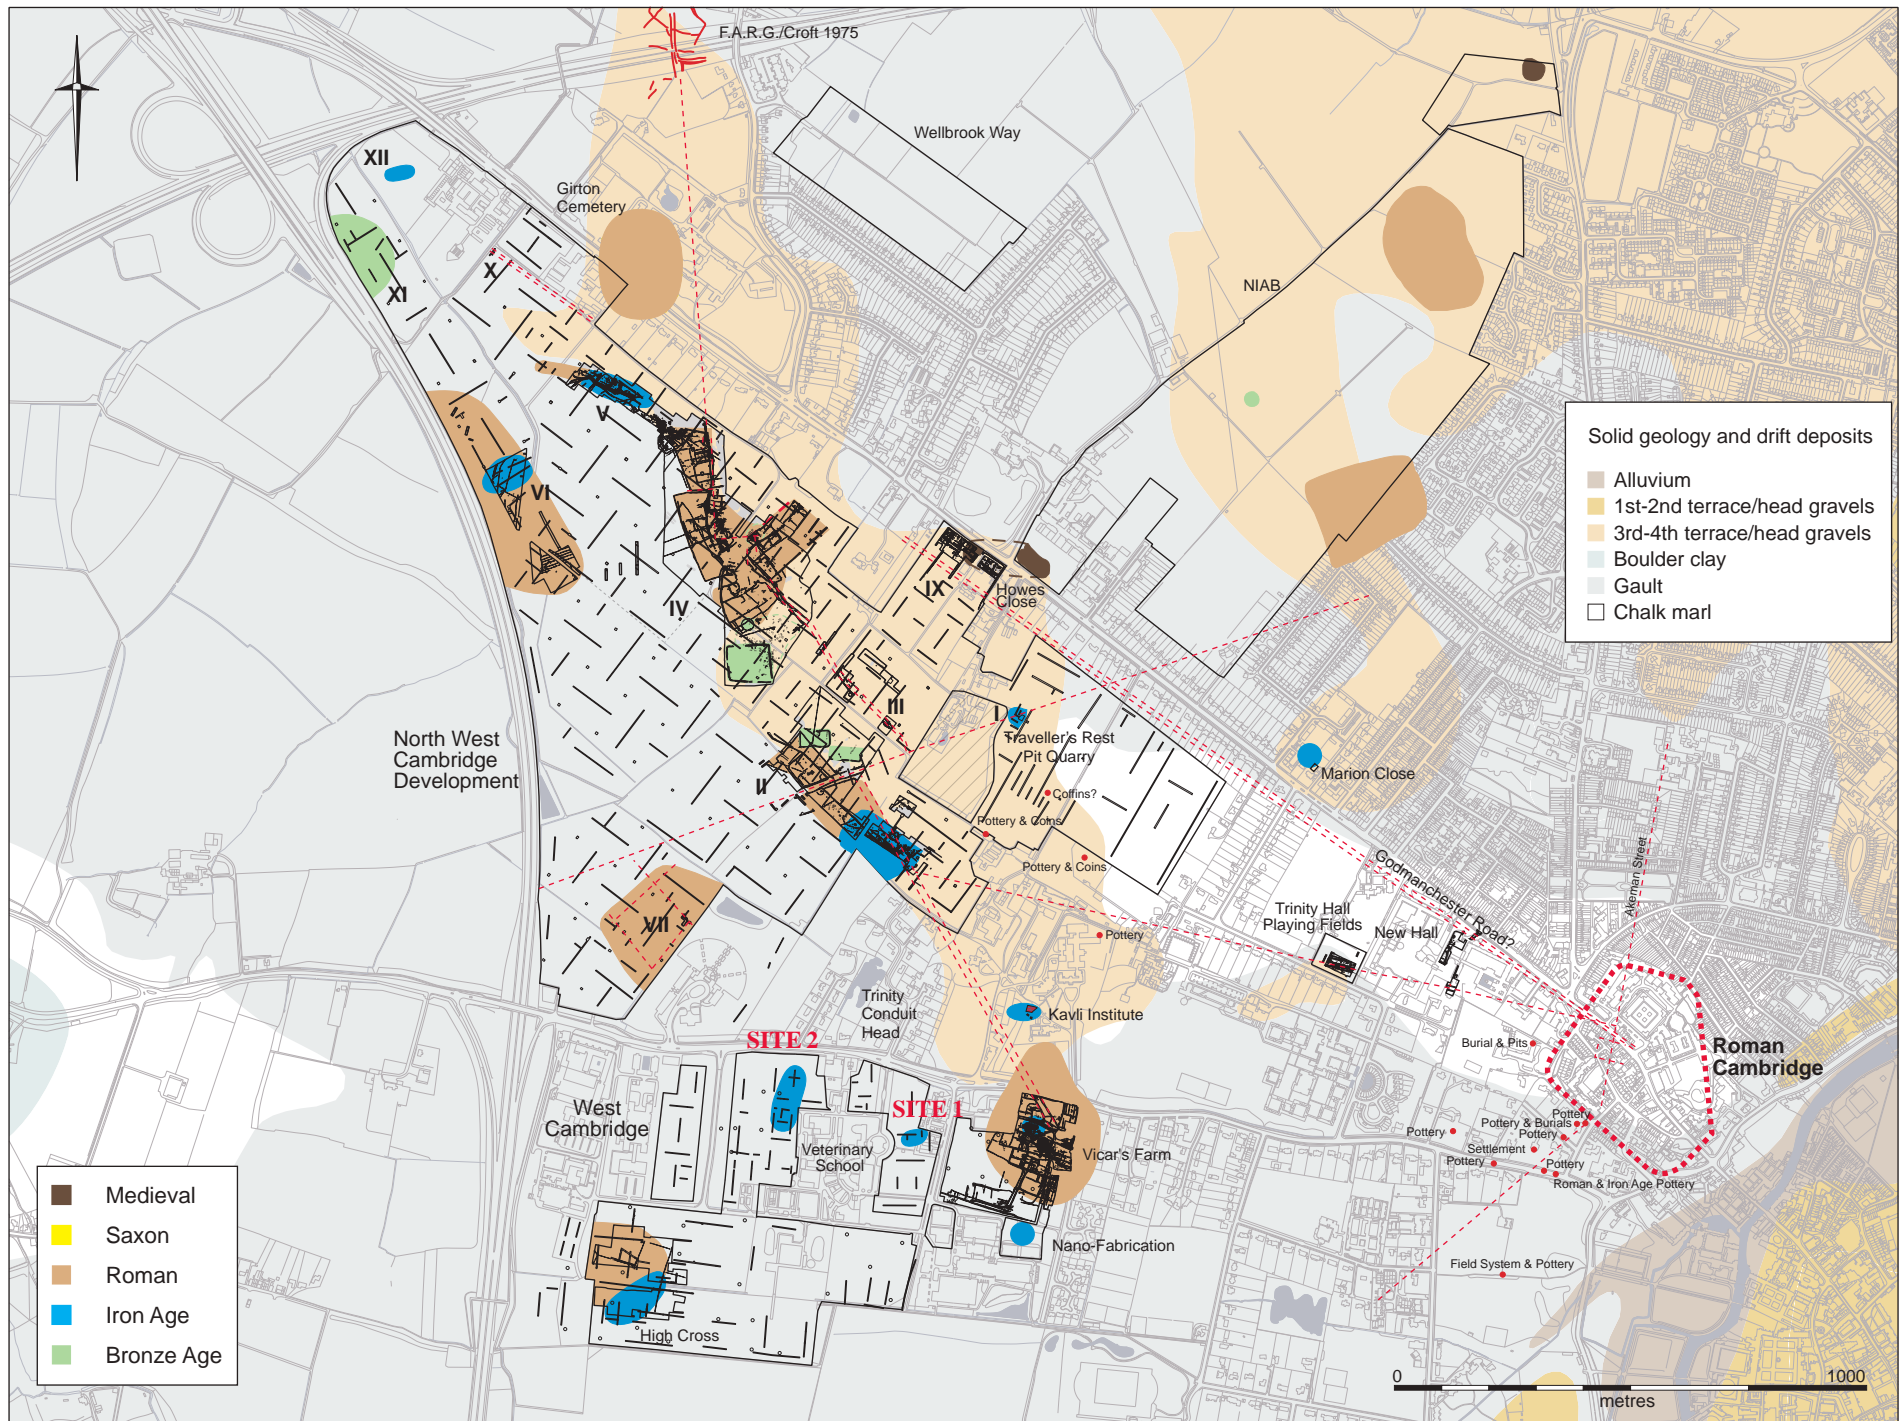 F.A.R.G./Croft 1975
Wellbrook Way
XII
Girton
Cemetery
X
XI
NIAB
V
VI
IV
IX
Howes
Close
III
I
Traveller's Rest
Pit Quarry
II
Coffins?
Pottery & Coins
Pottery & Coins
Marion Close
North West
Cambridge
Development
Godmanchester Road?
Akeman Street
VII
Pottery
Trinity Hall
Playing Fields
New Hall
Trinity
Conduit
Head
Kavli Institute
SITE 2
Burial & Pits
Roman
Cambridge
West
Cambridge
SITE 1
Veterinary
School
Vicar's Farm
Pottery
Pottery
Pottery & Burials
Pottery
Settlement
Pottery
Pottery
Roman & Iron Age Pottery
Nano-Fabrication
Field System & Pottery
High Cross
Solid geology and drift deposits
Alluvium
1st-2nd terrace/head gravels
3rd-4th terrace/head gravels
Boulder clay
Gault
Chalk marl
Medieval
Saxon
Roman
Iron Age
Bronze Age
0
1000
metres